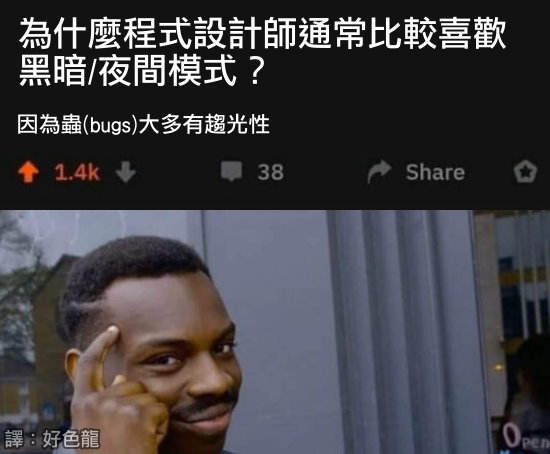 為什麼程式設計師通常比較喜歡
黑暗/夜間模式？
因為蟲(bugs)大多有趨光性
1.4k 38 Share
OPEN
譯：好色龍